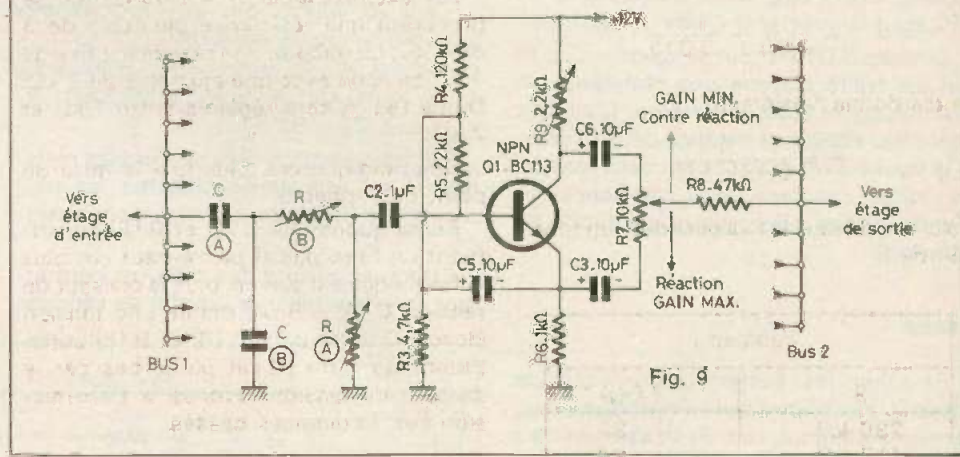 +12V
R4.120kΩ
R9.2,2kΩ
GAIN MIN.
Contre réaction
C6.10µF
NPN
Q1.BC113
R5.22kΩ
R8.47kΩ
C
R
C2.1µF
R7.10kΩ
Vers
étage
d'entrée
Vers
étage
de sortie
A
B
C5.10µF
C3.10µF
Réaction
GAIN MAX.
R3.4,7kΩ
R6.1kΩ
C
B
R
A
BUS 1
Bus 2
Fig. 9